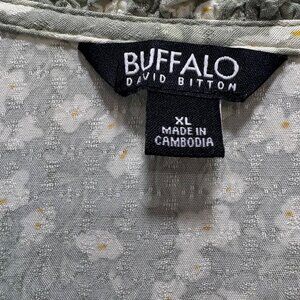 BUFFALO
DAVID BITTON
XL
MADE IN
CAMBODIA